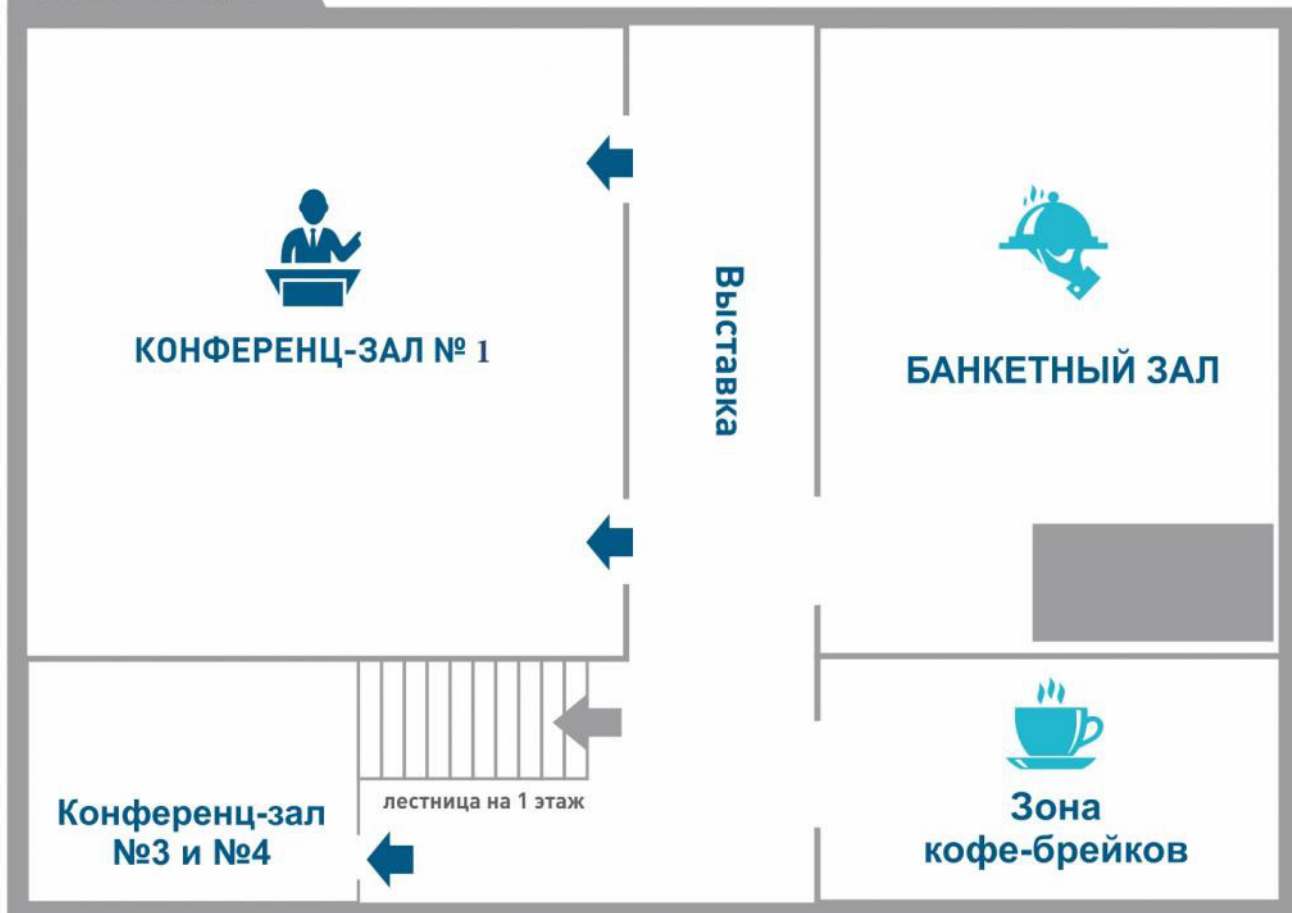 КОНФЕРЕНЦ-ЗАЛ № 1
Выставка
БАНКЕТНЫЙ ЗАЛ
лестница на 1 этаж
Конференц-зал
№3 и №4
Зона
кофе-брейков